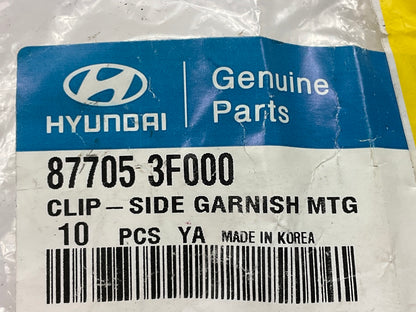 HYUNDAI
Genuine
Parts
87705 3F000
CLIP-SIDE GARNISH MTG
10 PCS YA MADE IN KOREA